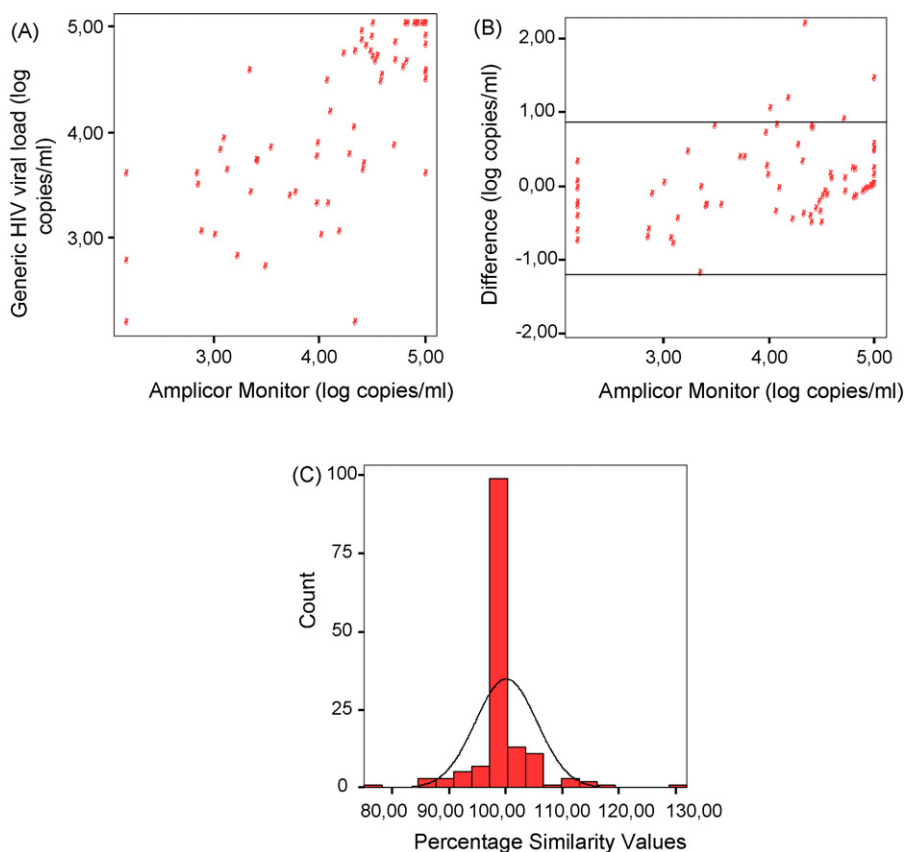 (A)
5,00
4,00
3,00
Generic HIV viral load (log
copies/ml)
3,00 4,00 5,00
Amplicor Monitor (log copies/ml)
(B)
2,00
1,00
0,00
-1,00
-2,00
Difference (log copies/ml)
3,00 4,00 5,00
Amplicor Monitor (log copies/ml)
(C)
100
75
50
25
0
Count
80,00 90,00 100,00 110,00 120,00 130,00
Percentage Similarity Values